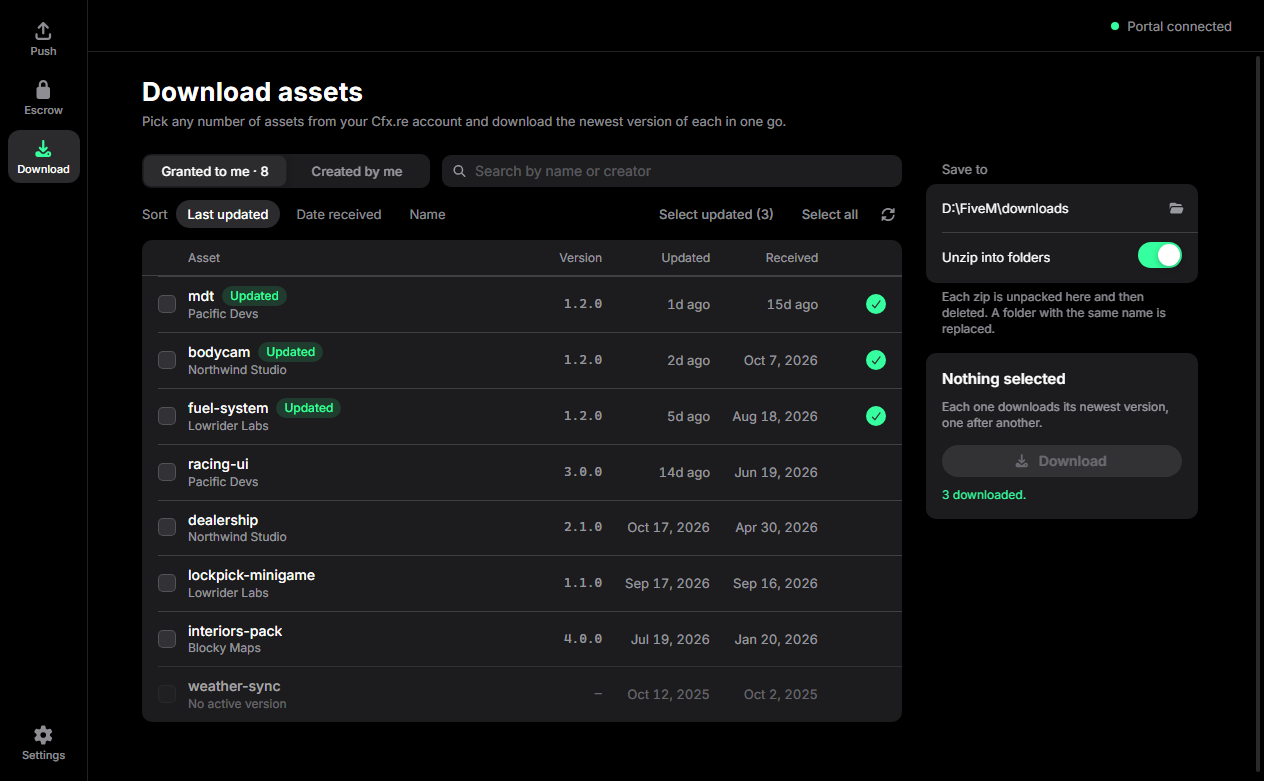 Push
Escrow
Download
Settings
Portal connected
Download assets
Pick any number of assets from your Cfx.re account and download the newest version of each in one go.
Granted to me · 8
Created by me
Search by name or creator
Sort
Last updated
Date received
Name
Select updated (3)
Select all
Asset Version Updated Received
mdt Updated 1.2.0 1d ago 15d ago
Pacific Devs
bodycam Updated 1.2.0 2d ago Oct 7, 2026
Northwind Studio
fuel-system Updated 1.2.0 5d ago Aug 18, 2026
Lowrider Labs
racing-ui 3.0.0 14d ago Jun 19, 2026
Pacific Devs
dealership 2.1.0 Oct 17, 2026 Apr 30, 2026
Northwind Studio
lockpick-minigame 1.1.0 Sep 17, 2026 Sep 16, 2026
Lowrider Labs
interiors-pack 4.0.0 Jul 19, 2026 Jan 20, 2026
Blocky Maps
weather-sync – Oct 12, 2025 Oct 2, 2025
No active version
Save to
D:\FiveM\downloads
Unzip into folders
Each zip is unpacked here and then
deleted. A folder with the same name is
replaced.
Nothing selected
Each one downloads its newest version,
one after another.
Download
3 downloaded.